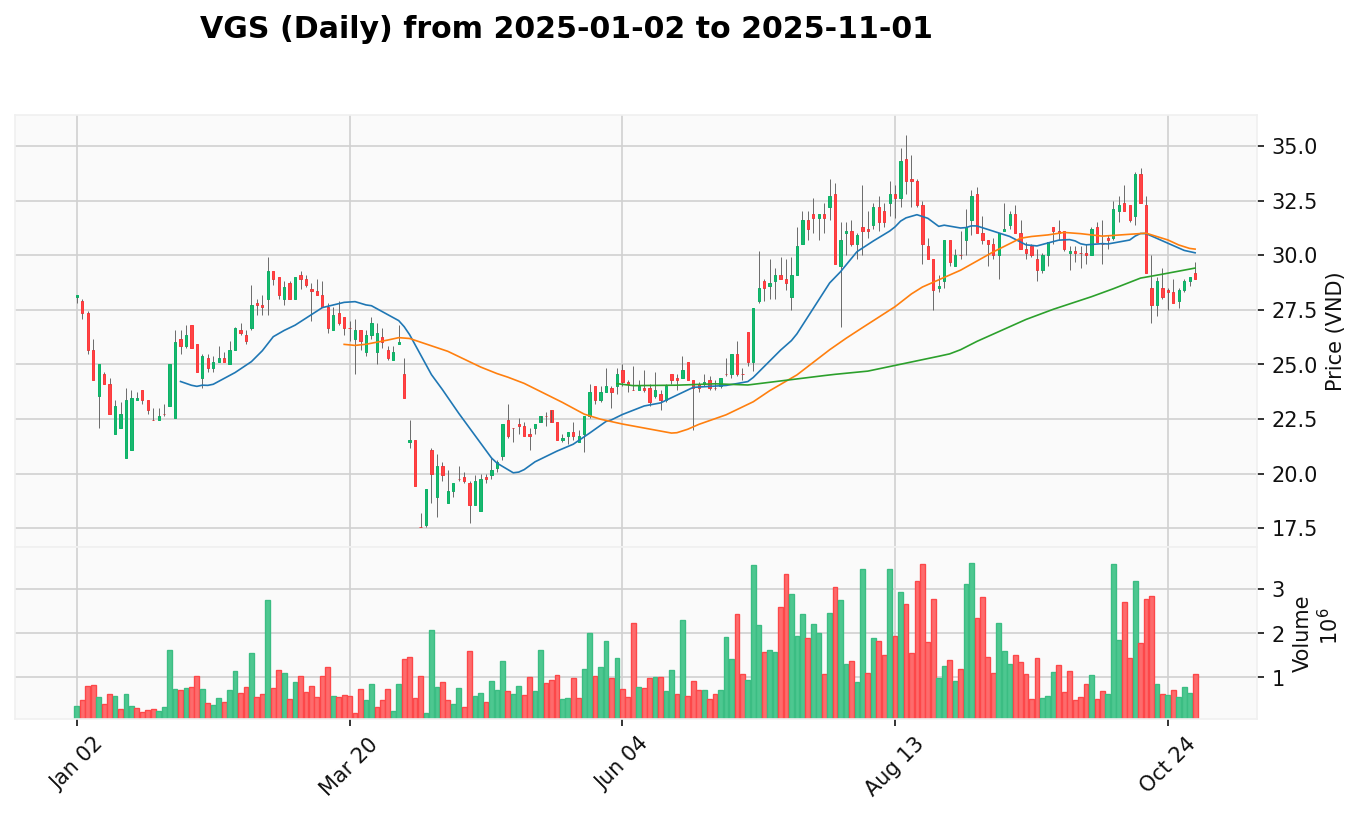 VGS (Daily) from 2025-01-02 to 2025-11-01
35.0
32.5
30.0
27.5
25.0
22.5
20.0
17.5
Price (VND)
3
2
1
Volume
10⁶
Jan 02
Mar 20
Jun 04
Aug 13
Oct 24